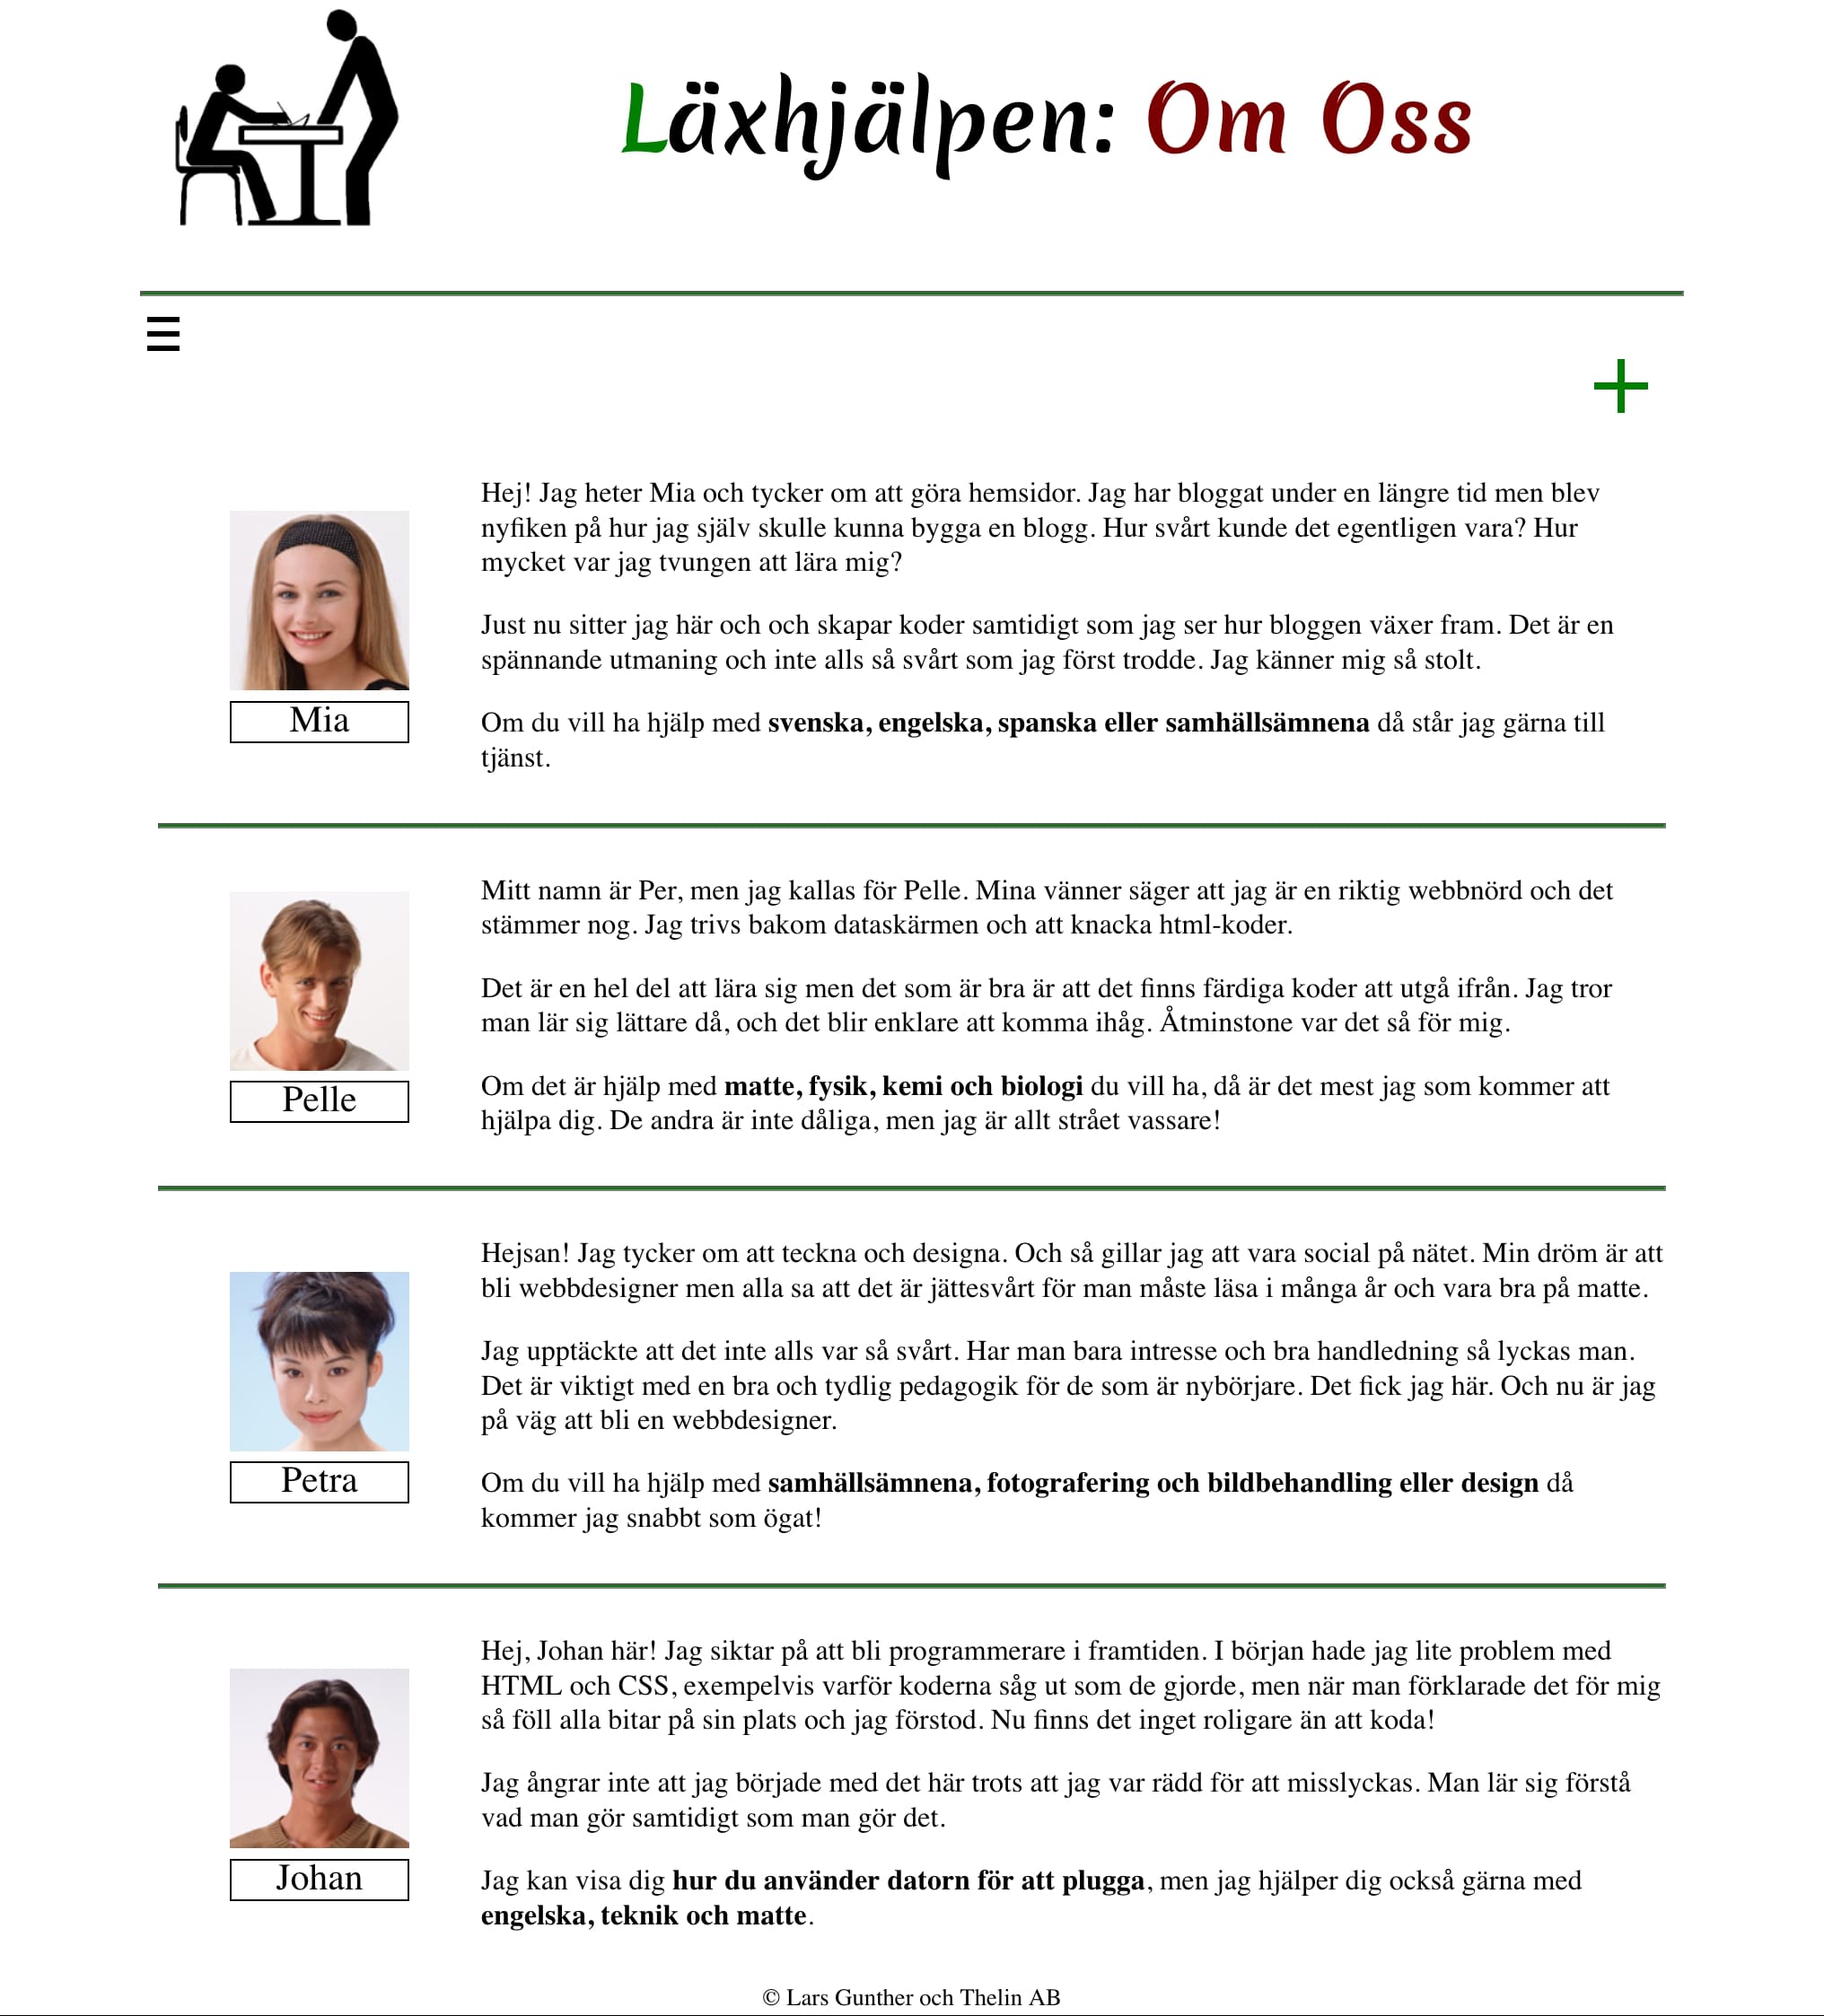 Läxhjälpen: Om Oss
Hej! Jag heter Mia och tycker om att göra hemsidor. Jag har bloggat under en längre tid men blev
nyfiken på hur jag själv skulle kunna bygga en blogg. Hur svårt kunde det egentligen vara? Hur
mycket var jag tvungen att lära mig?
Just nu sitter jag här och och skapar koder samtidigt som jag ser hur bloggen växer fram. Det är en
spännande utmaning och inte alls så svårt som jag först trodde. Jag känner mig så stolt.
Mia
Om du vill ha hjälp med svenska, engelska, spanska eller samhällsämnena då står jag gärna till
tjänst.
Mitt namn är Per, men jag kallas för Pelle. Mina vänner säger att jag är en riktig webbnörd och det
stämmer nog. Jag trivs bakom dataskärmen och att knacka html-koder.
Det är en hel del att lära sig men det som är bra är att det finns färdiga koder att utgå ifrån. Jag tror
man lär sig lättare då, och det blir enklare att komma ihåg. Åtminstone var det så för mig.
Pelle
Om det är hjälp med matte, fysik, kemi och biologi du vill ha, då är det mest jag som kommer att
hjälpa dig. De andra är inte dåliga, men jag är allt strået vassare!
Hejsan! Jag tycker om att teckna och designa. Och så gillar jag att vara social på nätet. Min dröm är att
bli webbdesigner men alla sa att det är jättesvårt för man måste läsa i många år och vara bra på matte.
Jag upptäckte att det inte alls var så svårt. Har man bara intresse och bra handledning så lyckas man.
Det är viktigt med en bra och tydlig pedagogik för de som är nybörjare. Det fick jag här. Och nu är jag
på väg att bli en webbdesigner.
Petra
Om du vill ha hjälp med samhällsämnena, fotografering och bildbehandling eller design då
kommer jag snabbt som ögat!
Hej, Johan här! Jag siktar på att bli programmerare i framtiden. I början hade jag lite problem med
HTML och CSS, exempelvis varför koderna såg ut som de gjorde, men när man förklarade det för mig
så föll alla bitar på sin plats och jag förstod. Nu finns det inget roligare än att koda!
Jag ångrar inte att jag började med det här trots att jag var rädd för att misslyckas. Man lär sig förstå
vad man gör samtidigt som man gör det.
Johan
Jag kan visa dig hur du använder datorn för att plugga, men jag hjälper dig också gärna med
engelska, teknik och matte.
© Lars Gunther och Thelin AB